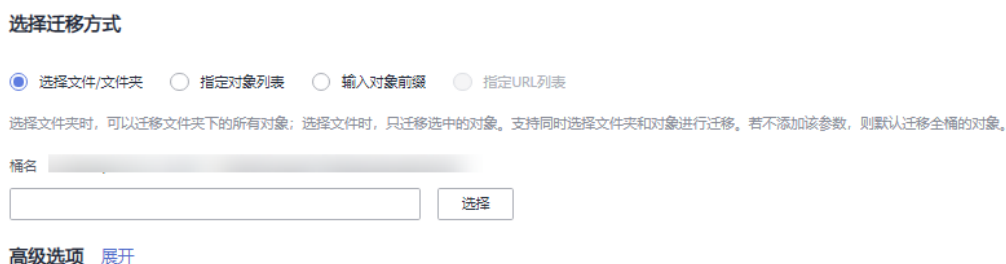 选择迁移方式
选择文件/文件夹 指定对象列表 输入对象前缀 指定URL列表
选择文件夹时，可以迁移文件夹下的所有对象；选择文件时，只迁移选中的对象。支持同时选择文件夹和对象进行迁移。若不添加该参数，则默认迁移全桶的对象。
桶名
选择
高级选项 展开